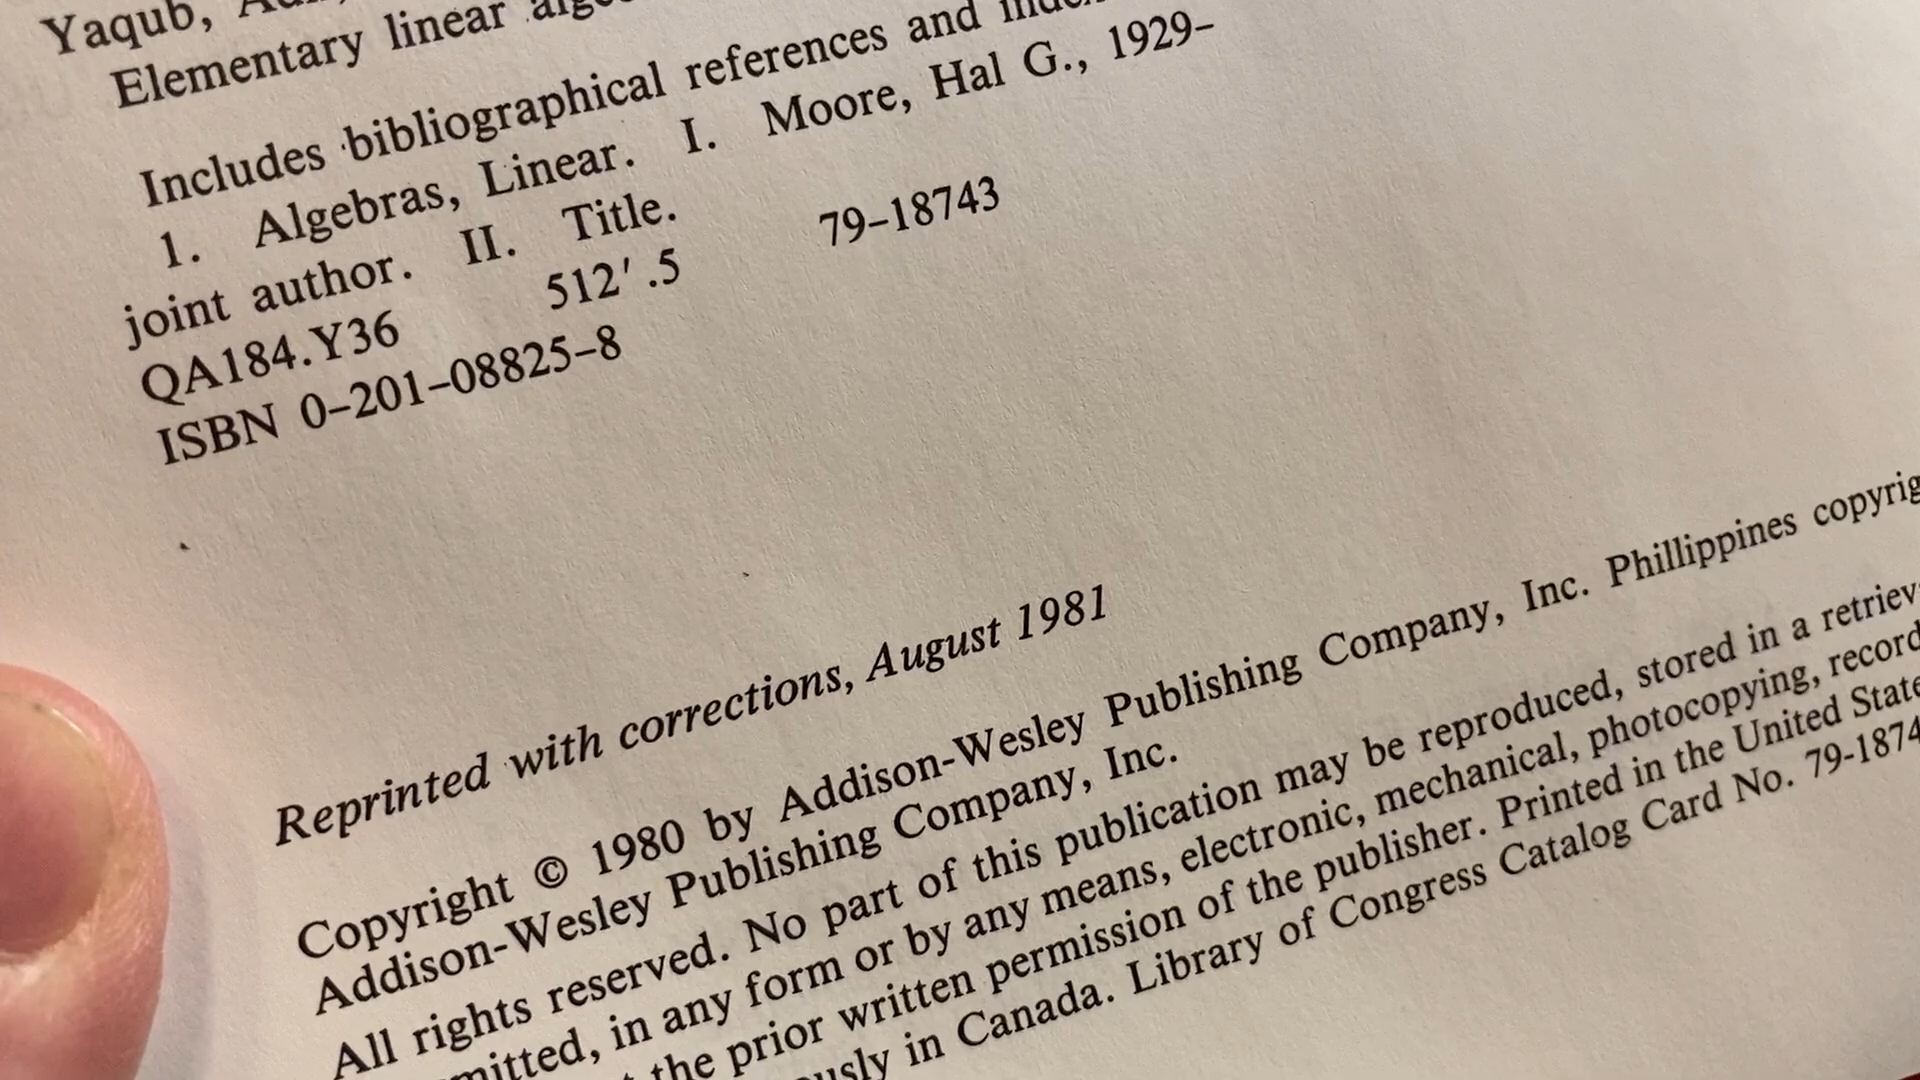 Yaqub,
Elementary linear
Includes bibliographical references and
1. Algebras, Linear. I. Moore, Hal G., 1929–
joint author. II. Title.
QA184.Y36 512′.5 79–18743
ISBN 0–201–08825–8
Reprinted with corrections, August 1981
Copyright © 1980 by Addison-Wesley Publishing Company, Inc. Phillippines
Addison-Wesley Publishing Company, Inc.
All rights reserved. No part of this publication may be reproduced, stored in a
in any form or by any means, electronic, mechanical, photocopying,
the prior written permission of the publisher. Printed in the United
in Canada. Library of Congress Catalog Card No. 79-1874